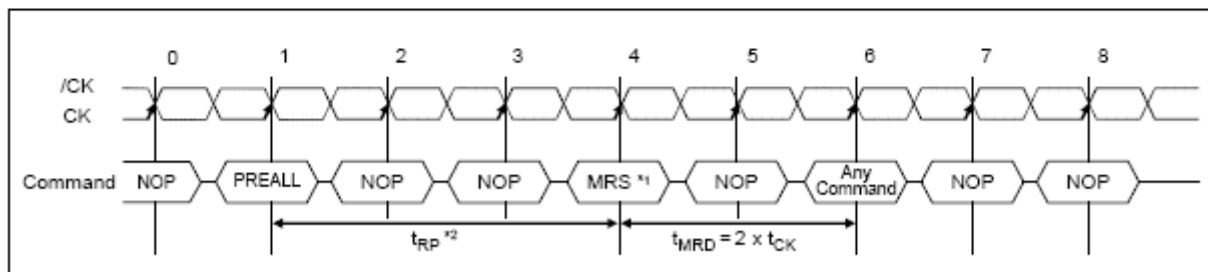 0 1 2 3 4 5 6 7 8
/CK
CK
Command NOP PREALL NOP NOP MRS *1 NOP Any Command NOP NOP
tRP *2 tMRD = 2 x tCK